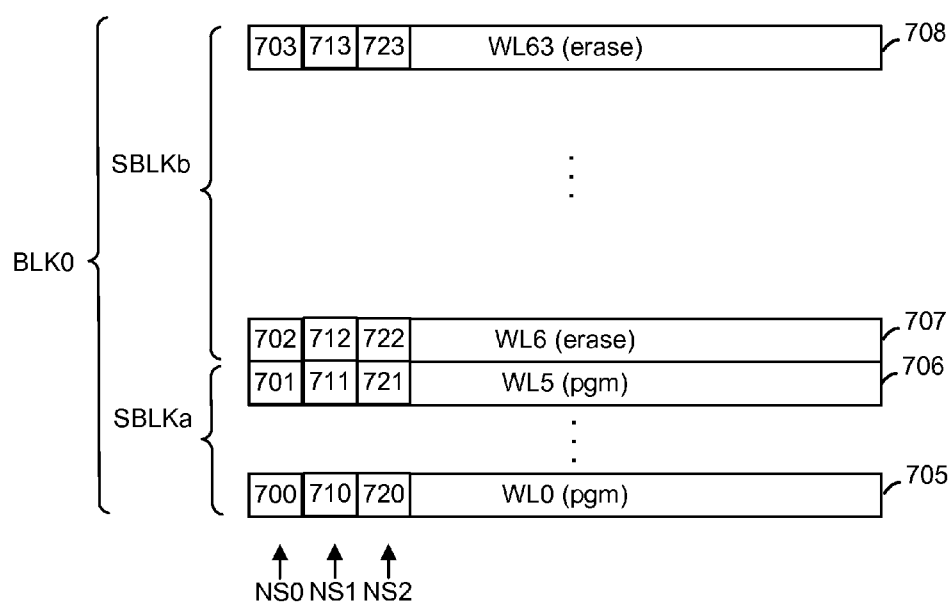 703 713 723 WL63 (erase) 708
SBLKb
BLK0
702 712 722 WL6 (erase) 707
701 711 721 WL5 (pgm) 706
SBLKa
700 710 720 WL0 (pgm) 705
NS0 NS1 NS2